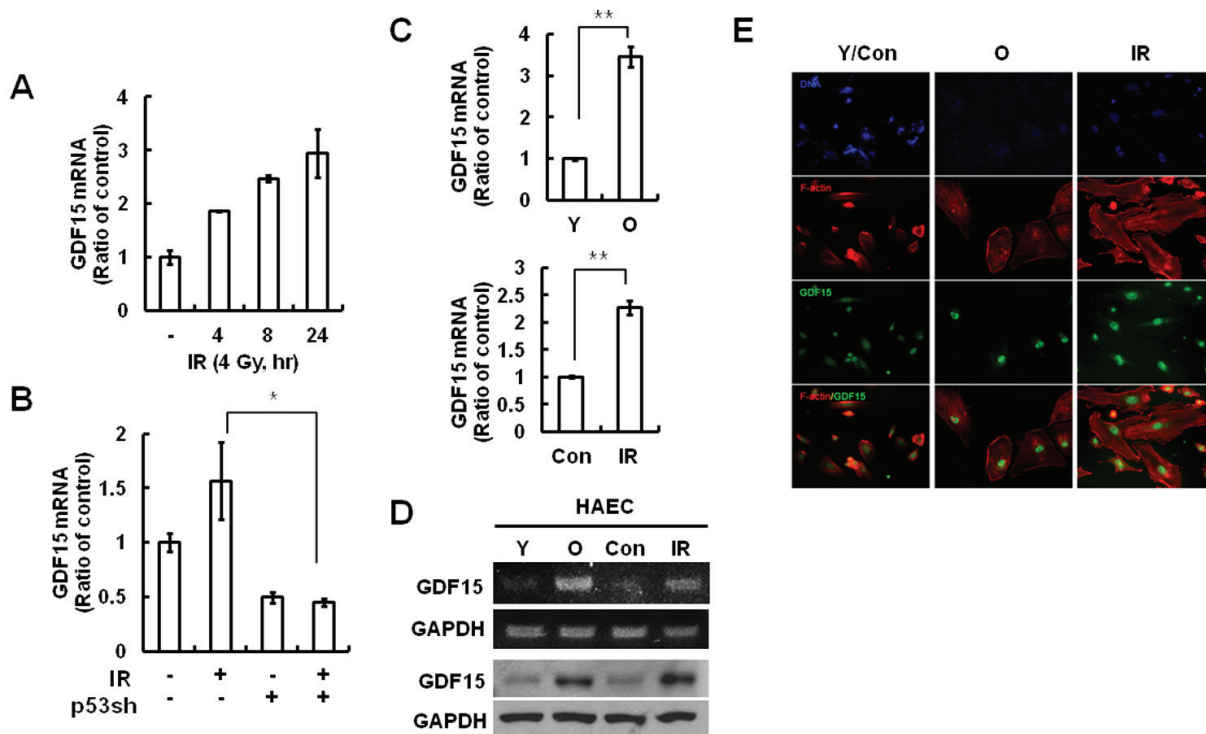 A
GDF15 mRNA
(Ratio of control)
4
3
2
1
0
- 4 8 24
IR (4 Gy, hr)
B
GDF15 mRNA
(Ratio of control)
2
1.5
1
0.5
0
*
IR - + - +
p53sh - - + +
C
GDF15 mRNA
(Ratio of control)
4
3
2
1
0
**
Y O
GDF15 mRNA
(Ratio of control)
3
2.5
2
1.5
1
0.5
0
**
Con IR
D
HAEC
Y O Con IR
GDF15
GAPDH
GDF15
GAPDH
E
Y/Con O IR
DNA
F-actin
GDF15
F-actin/GDF15